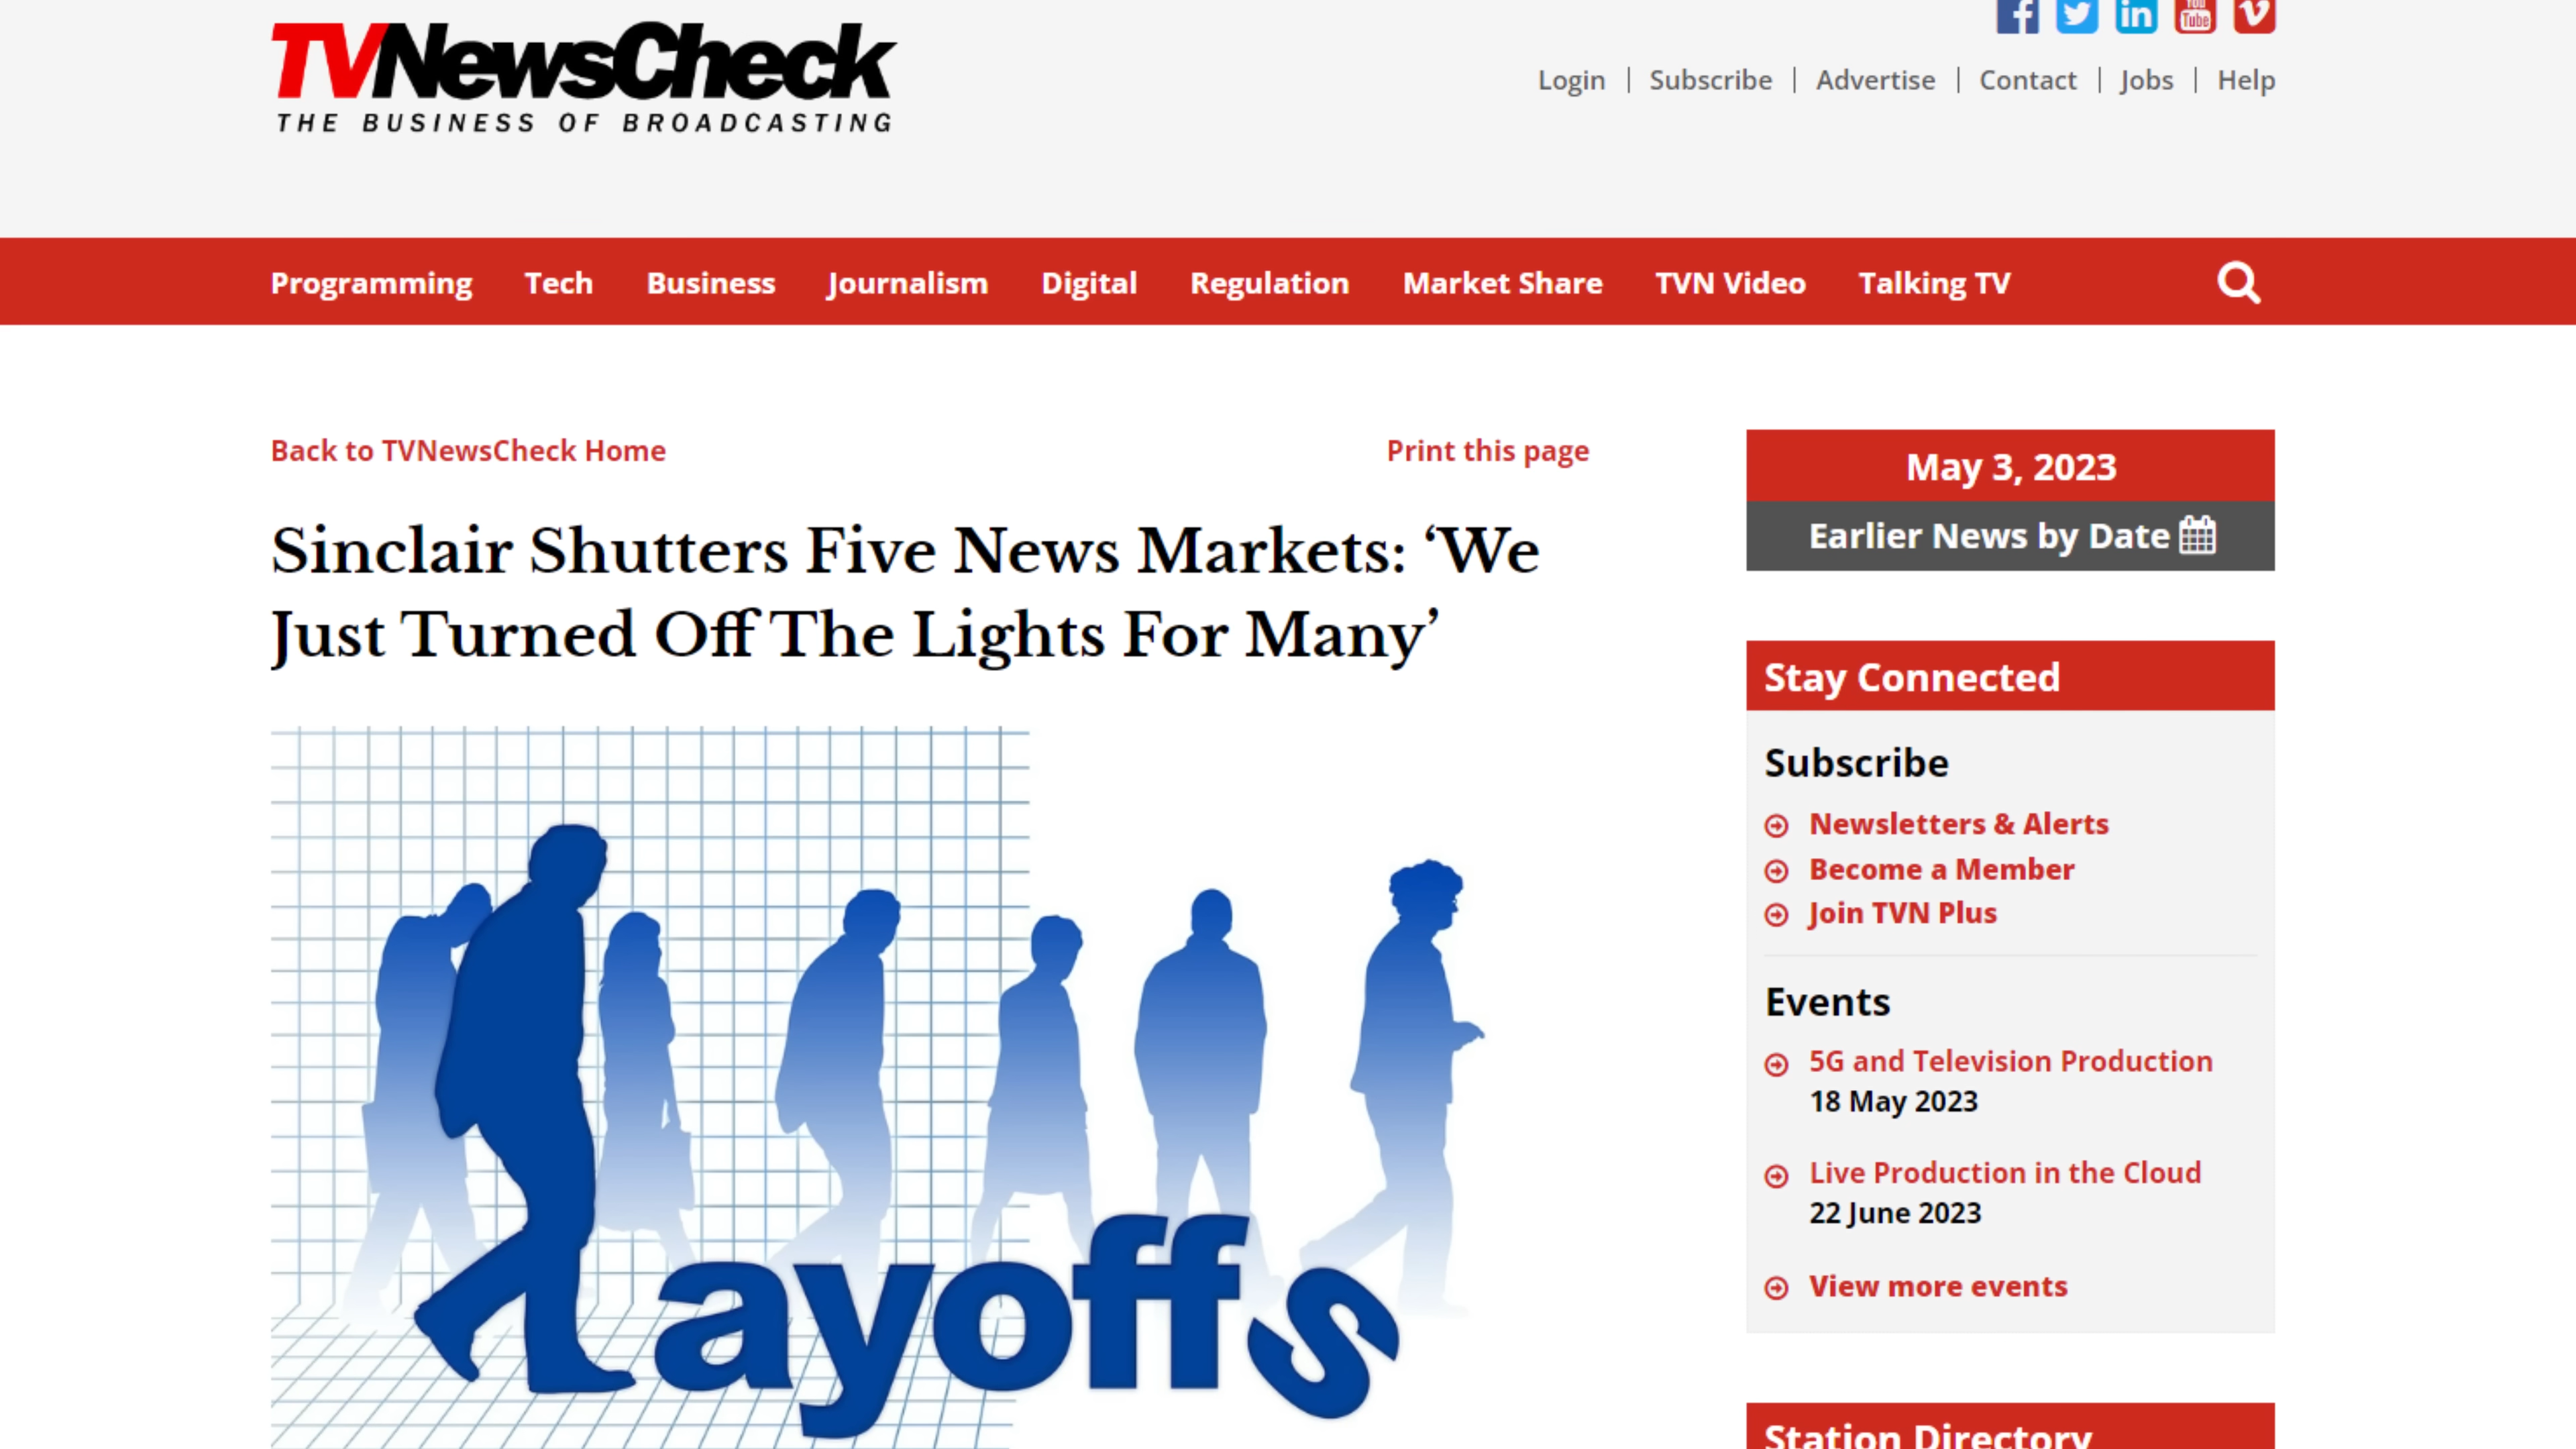 You
Tube
TVNewsCheck
THE BUSINESS OF BROADCASTING
Login | Subscribe | Advertise | Contact | Jobs | Help
Programming Tech Business Journalism Digital Regulation Market Share TVN Video Talking TV
Back to TVNewsCheck Home
Print this page
Sinclair Shutters Five News Markets: ‘We
Just Turned Off The Lights For Many’
ayoffs
May 3, 2023
Earlier News by Date
Stay Connected
Subscribe
Newsletters & Alerts
Become a Member
Join TVN Plus
Events
5G and Television Production
18 May 2023
Live Production in the Cloud
22 June 2023
View more events
Station Directory